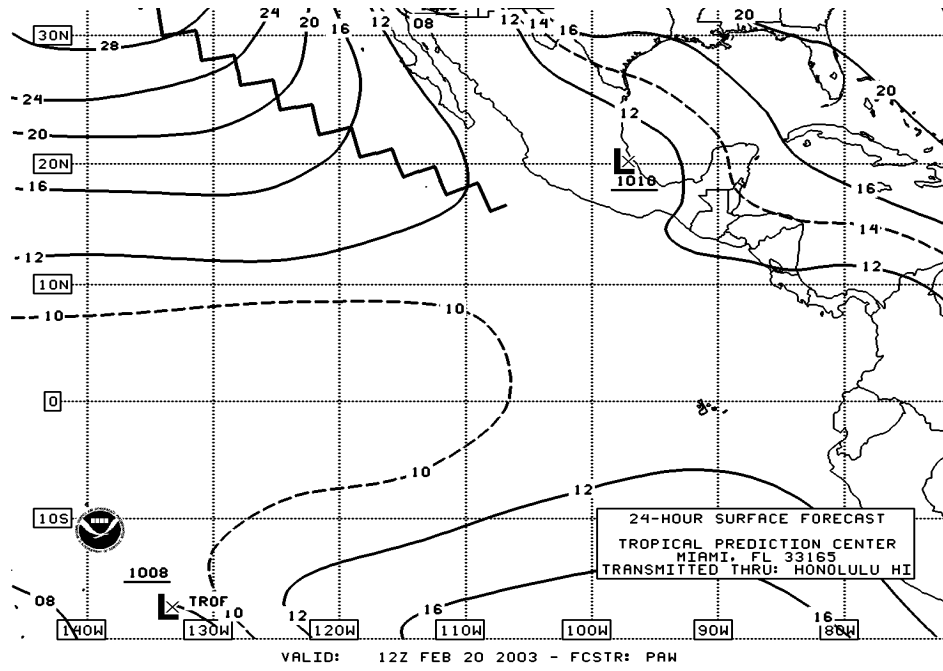 24 20 16 12 08 12 14 16 20
30N
28
24
20
20
12
20N
1010
16
16
14
12
12
10N
10 10
0
10
12
10S
24-HOUR SURFACE FORECAST
TROPICAL PREDICTION CENTER
MIAMI, FL 33165
TRANSMITTED THRU: HONOLULU HI
1008
08
L
TROF
10
12
16
16
140W 130W 120W 110W 100W 90W 80W
VALID: 12Z FEB 20 2003 - FCSTR: PAW
L